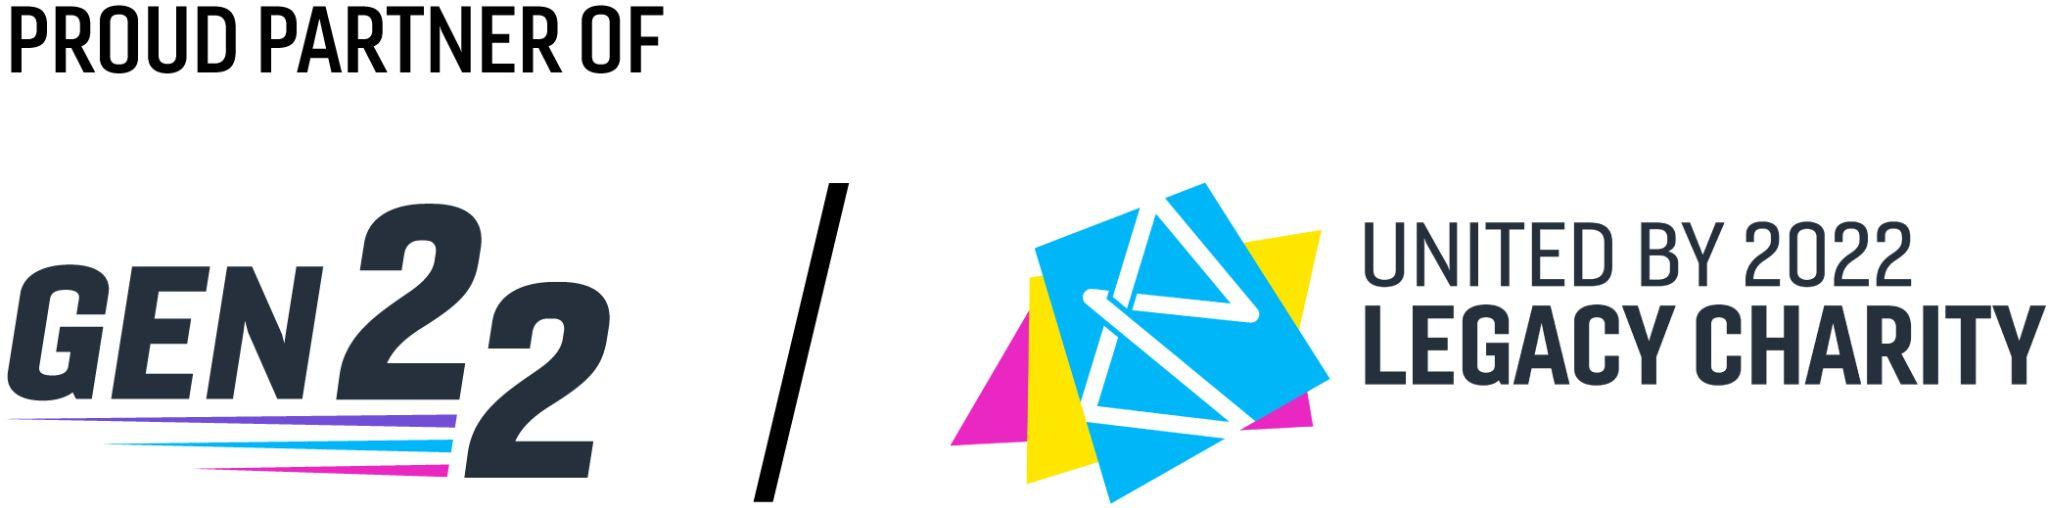 PROUD PARTNER OF
GEN22
UNITED BY 2022
LEGACY CHARITY